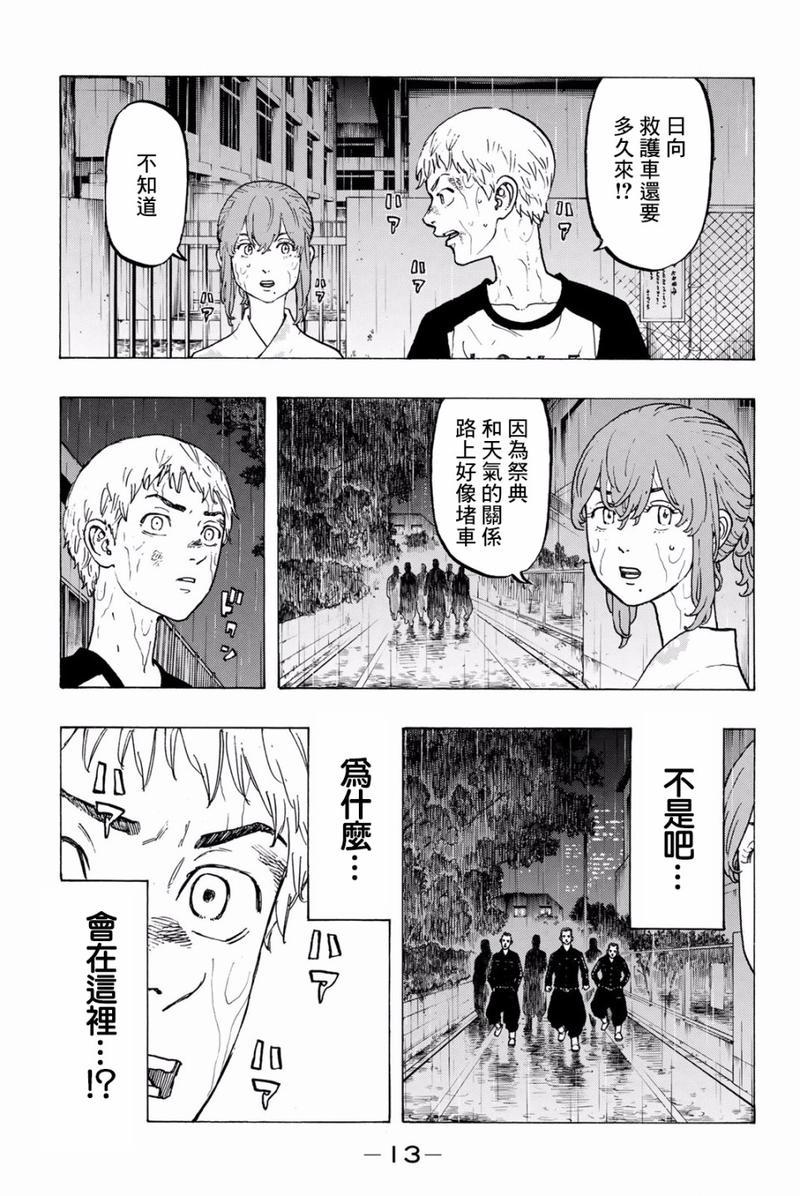 日向
救護車還要
多久來!?
ハァ
ハァ
不知道
ハァ
因為祭典
和天氣的關係
路上好像堵車
ドクン
不是吧…
為什麼…
ハァ
ハァ
會在這裡…!?
ハァ
－13－